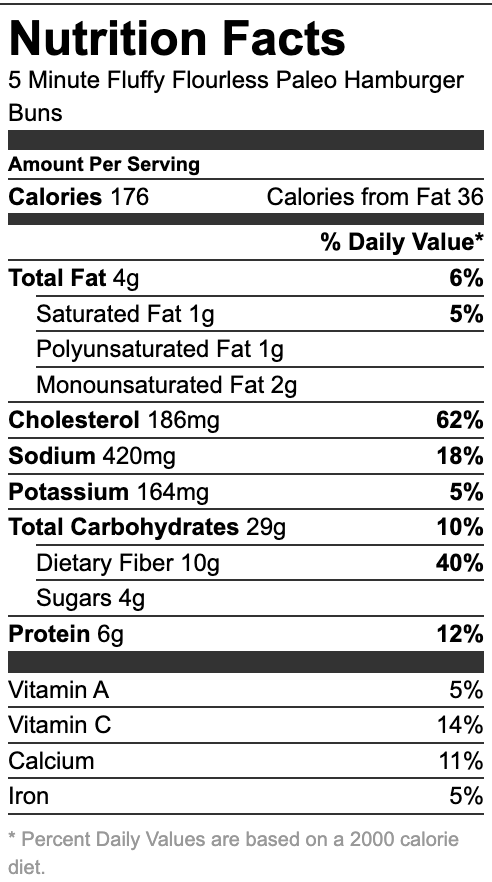 Nutrition Facts
5 Minute Fluffy Flourless Paleo Hamburger
Buns
Amount Per Serving
Calories 176 Calories from Fat 36
% Daily Value*
Total Fat 4g 6%
Saturated Fat 1g 5%
Polyunsaturated Fat 1g
Monounsaturated Fat 2g
Cholesterol 186mg 62%
Sodium 420mg 18%
Potassium 164mg 5%
Total Carbohydrates 29g 10%
Dietary Fiber 10g 40%
Sugars 4g
Protein 6g 12%
Vitamin A 5%
Vitamin C 14%
Calcium 11%
Iron 5%
* Percent Daily Values are based on a 2000 calorie
diet.